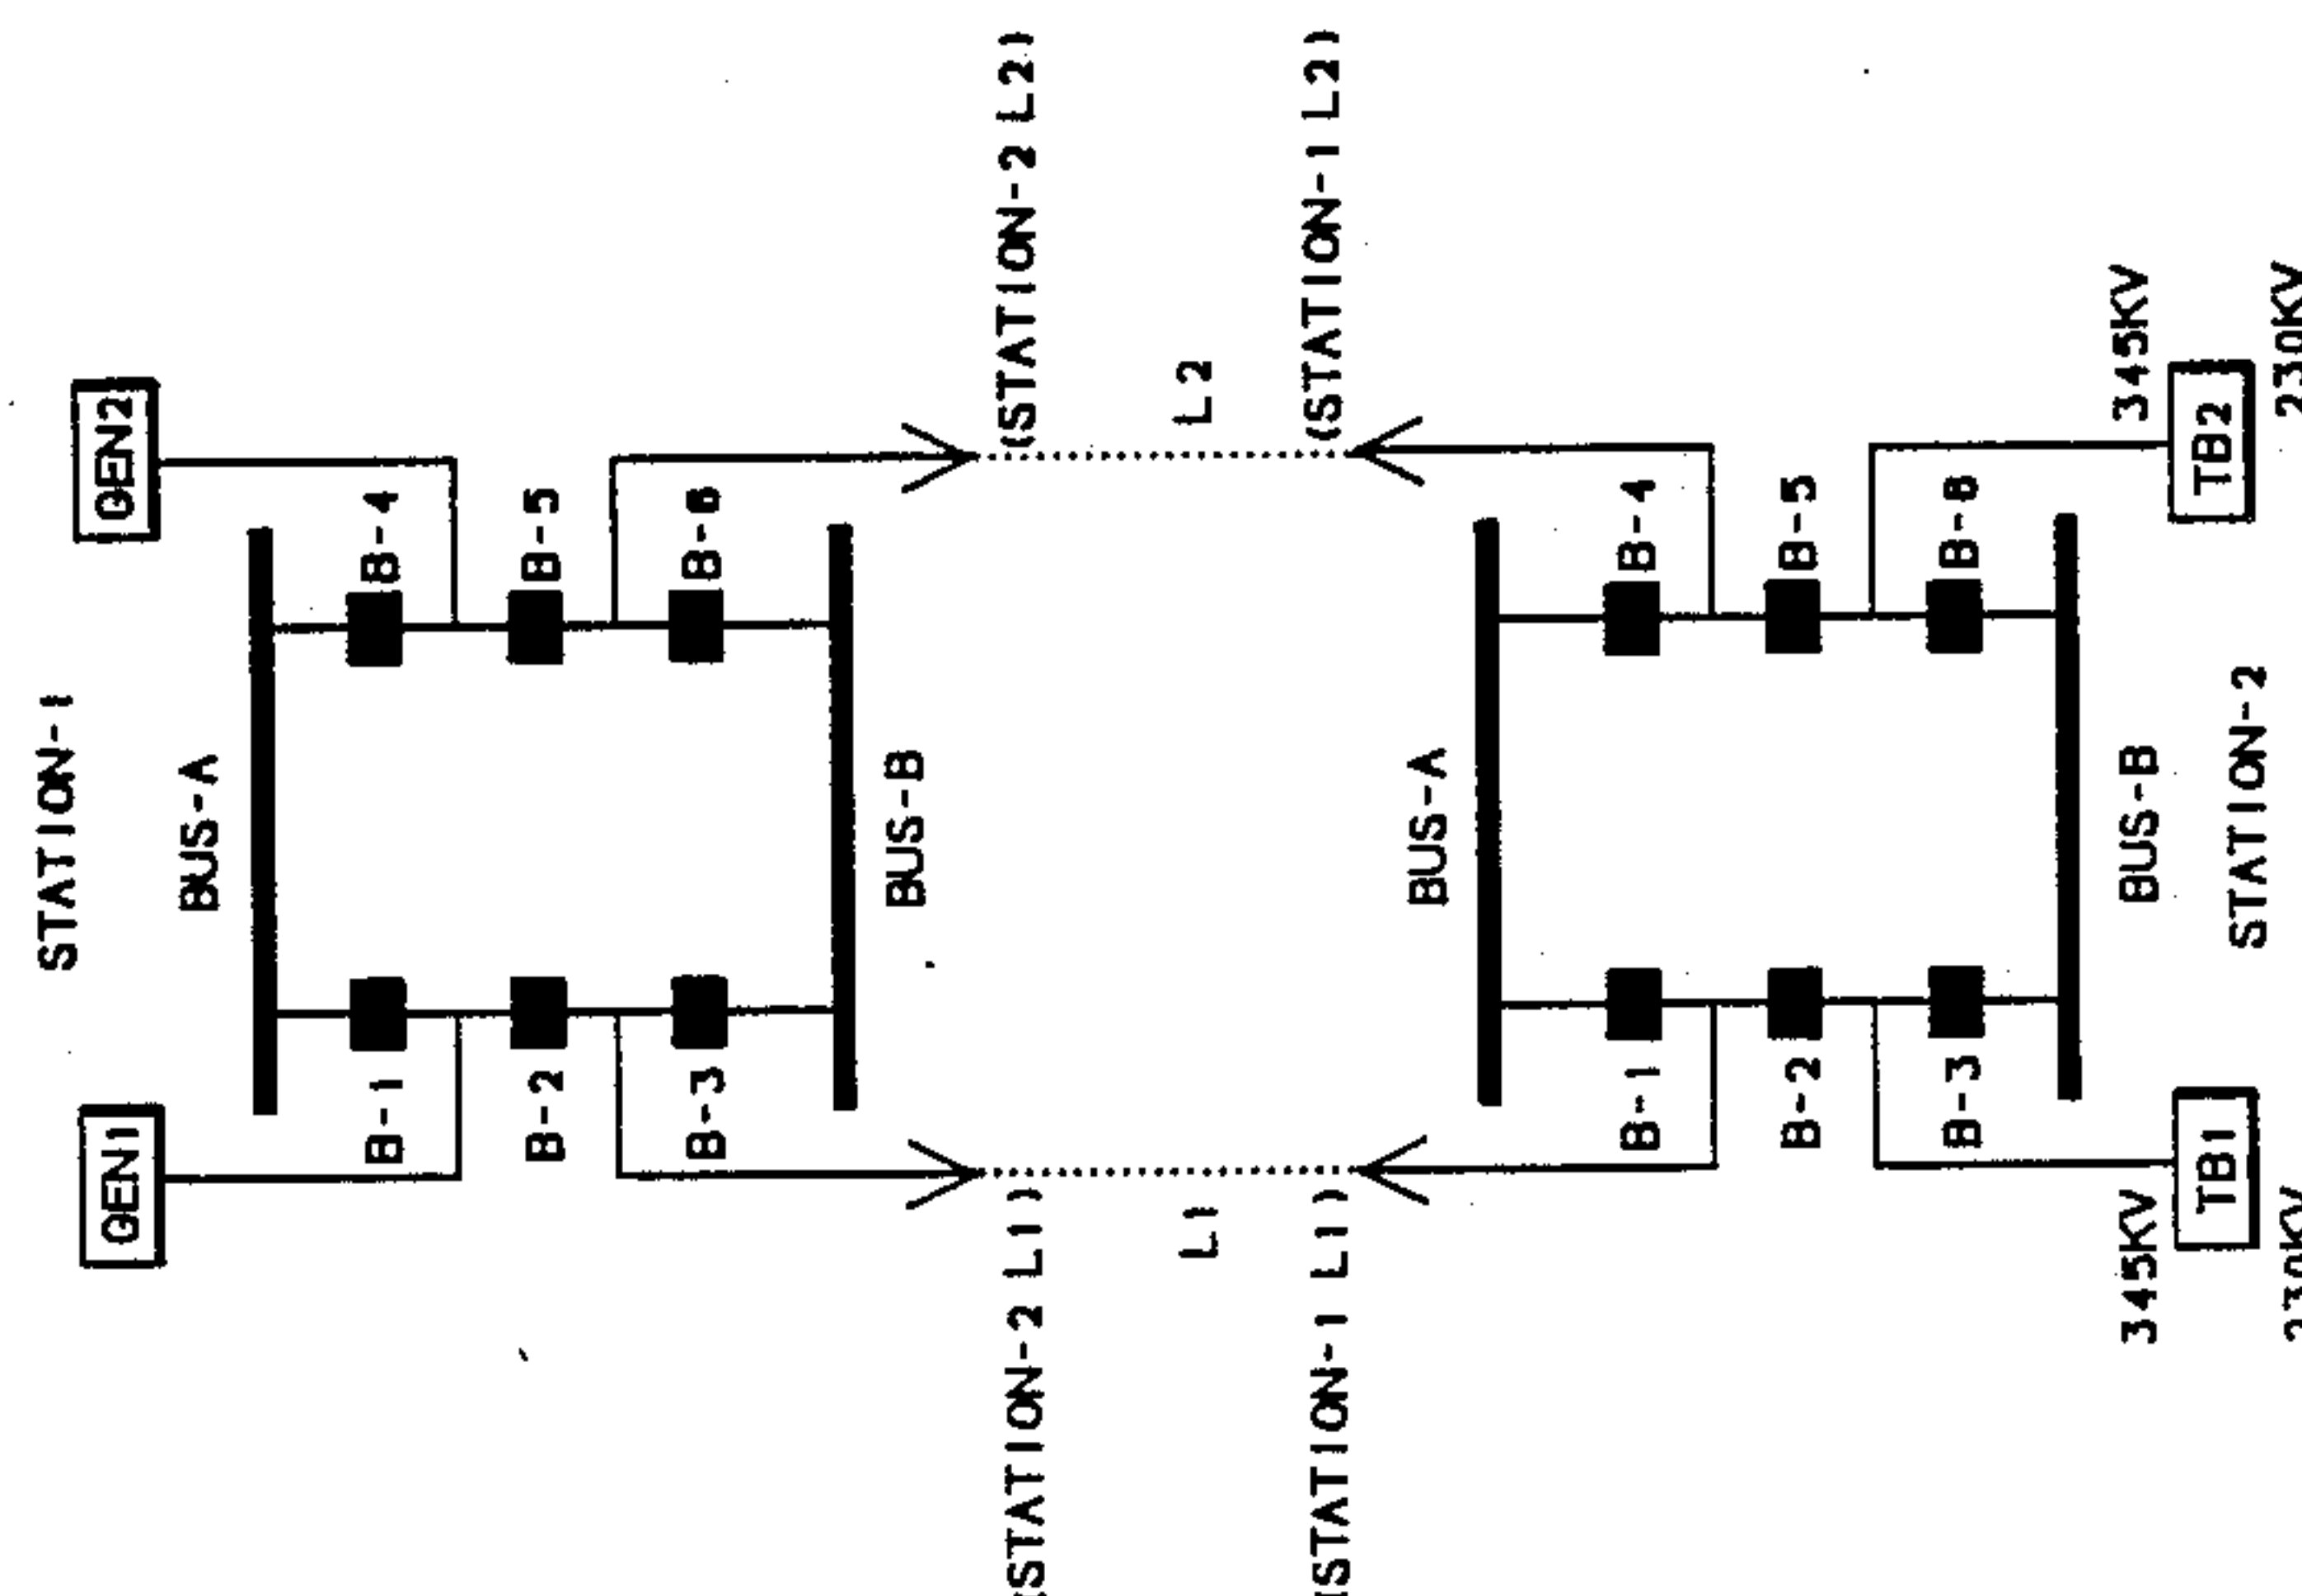 STATION-1
GEN1
GEN2
BUS-A
B-1
B-4
B-2
B-5
B-3
B-6
BUS-B
(STATION-2 L1)
(STATION-2 L2)
L1
L2
(STATION-1 L1)
(STATION-1 L2)
BUS-A
B-1
B-4
B-2
B-5
B-3
B-6
BUS-B
345KV
345KV
TB1
TB2
STATION-2
230KV
230KV